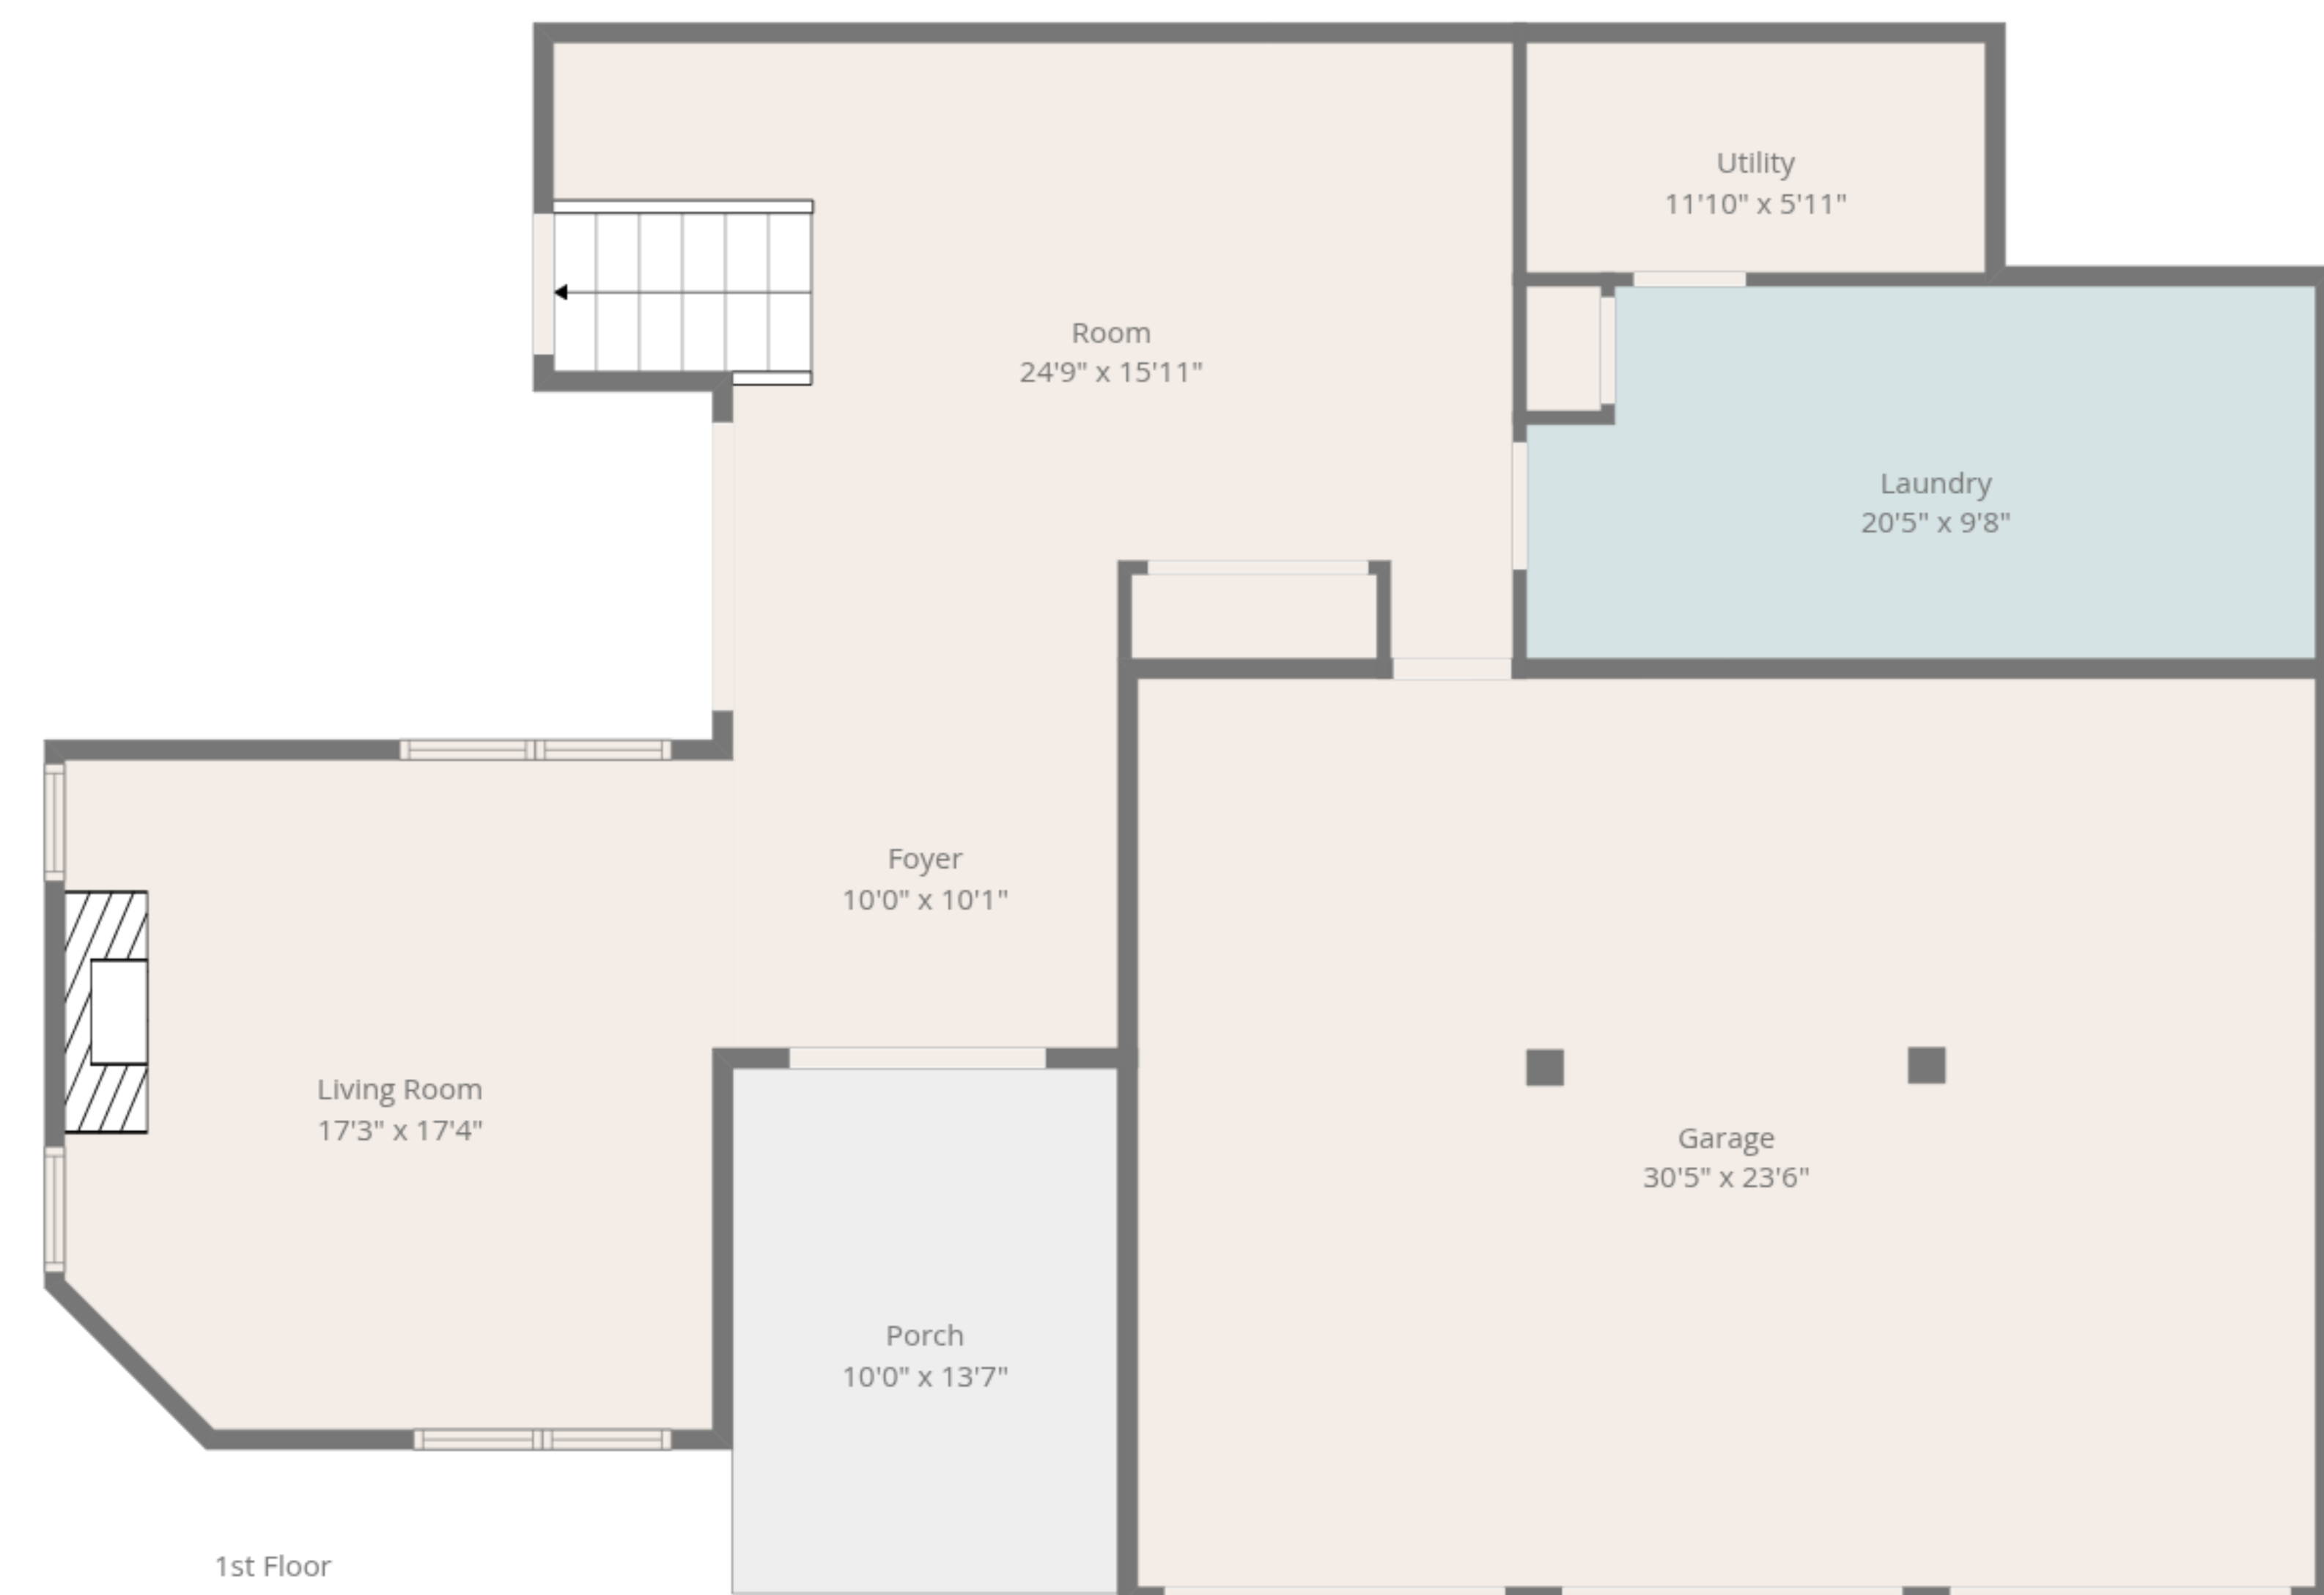 Utility
11'10" x 5'11"
Room
24'9" x 15'11"
Laundry
20'5" x 9'8"
Foyer
10'0" x 10'1"
Living Room
17'3" x 17'4"
Garage
30'5" x 23'6"
Porch
10'0" x 13'7"
1st Floor